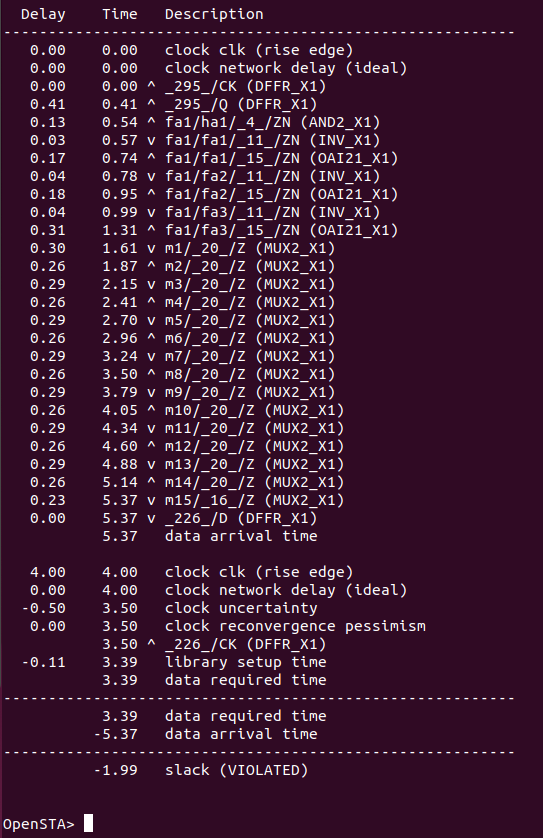 Delay    Time   Description
---------------------------------------------------------
   0.00    0.00   clock clk (rise edge)
   0.00    0.00   clock network delay (ideal)
   0.00    0.00 ^ _295_/CK (DFFR_X1)
   0.41    0.41 ^ _295_/Q (DFFR_X1)
   0.13    0.54 ^ fa1/ha1/_4_/ZN (AND2_X1)
   0.03    0.57 v fa1/fa1/_11_/ZN (INV_X1)
   0.17    0.74 ^ fa1/fa1/_15_/ZN (OAI21_X1)
   0.04    0.78 v fa1/fa2/_11_/ZN (INV_X1)
   0.18    0.95 ^ fa1/fa2/_15_/ZN (OAI21_X1)
   0.04    0.99 v fa1/fa3/_11_/ZN (INV_X1)
   0.31    1.31 ^ fa1/fa3/_15_/ZN (OAI21_X1)
   0.30    1.61 v m1/_20_/Z (MUX2_X1)
   0.26    1.87 ^ m2/_20_/Z (MUX2_X1)
   0.29    2.15 v m3/_20_/Z (MUX2_X1)
   0.26    2.41 ^ m4/_20_/Z (MUX2_X1)
   0.29    2.70 v m5/_20_/Z (MUX2_X1)
   0.26    2.96 ^ m6/_20_/Z (MUX2_X1)
   0.29    3.24 v m7/_20_/Z (MUX2_X1)
   0.26    3.50 ^ m8/_20_/Z (MUX2_X1)
   0.29    3.79 v m9/_20_/Z (MUX2_X1)
   0.26    4.05 ^ m10/_20_/Z (MUX2_X1)
   0.29    4.34 v m11/_20_/Z (MUX2_X1)
   0.26    4.60 ^ m12/_20_/Z (MUX2_X1)
   0.29    4.88 v m13/_20_/Z (MUX2_X1)
   0.26    5.14 ^ m14/_20_/Z (MUX2_X1)
   0.23    5.37 v m15/_16_/Z (MUX2_X1)
   0.00    5.37 v _226_/D (DFFR_X1)
           5.37   data arrival time

   4.00    4.00   clock clk (rise edge)
   0.00    4.00   clock network delay (ideal)
  -0.50    3.50   clock uncertainty
   0.00    3.50   clock reconvergence pessimism
           3.50 ^ _226_/CK (DFFR_X1)
  -0.11    3.39   library setup time
           3.39   data required time
---------------------------------------------------------
           3.39   data required time
          -5.37   data arrival time
---------------------------------------------------------
          -1.99   slack (VIOLATED)

OpenSTA>